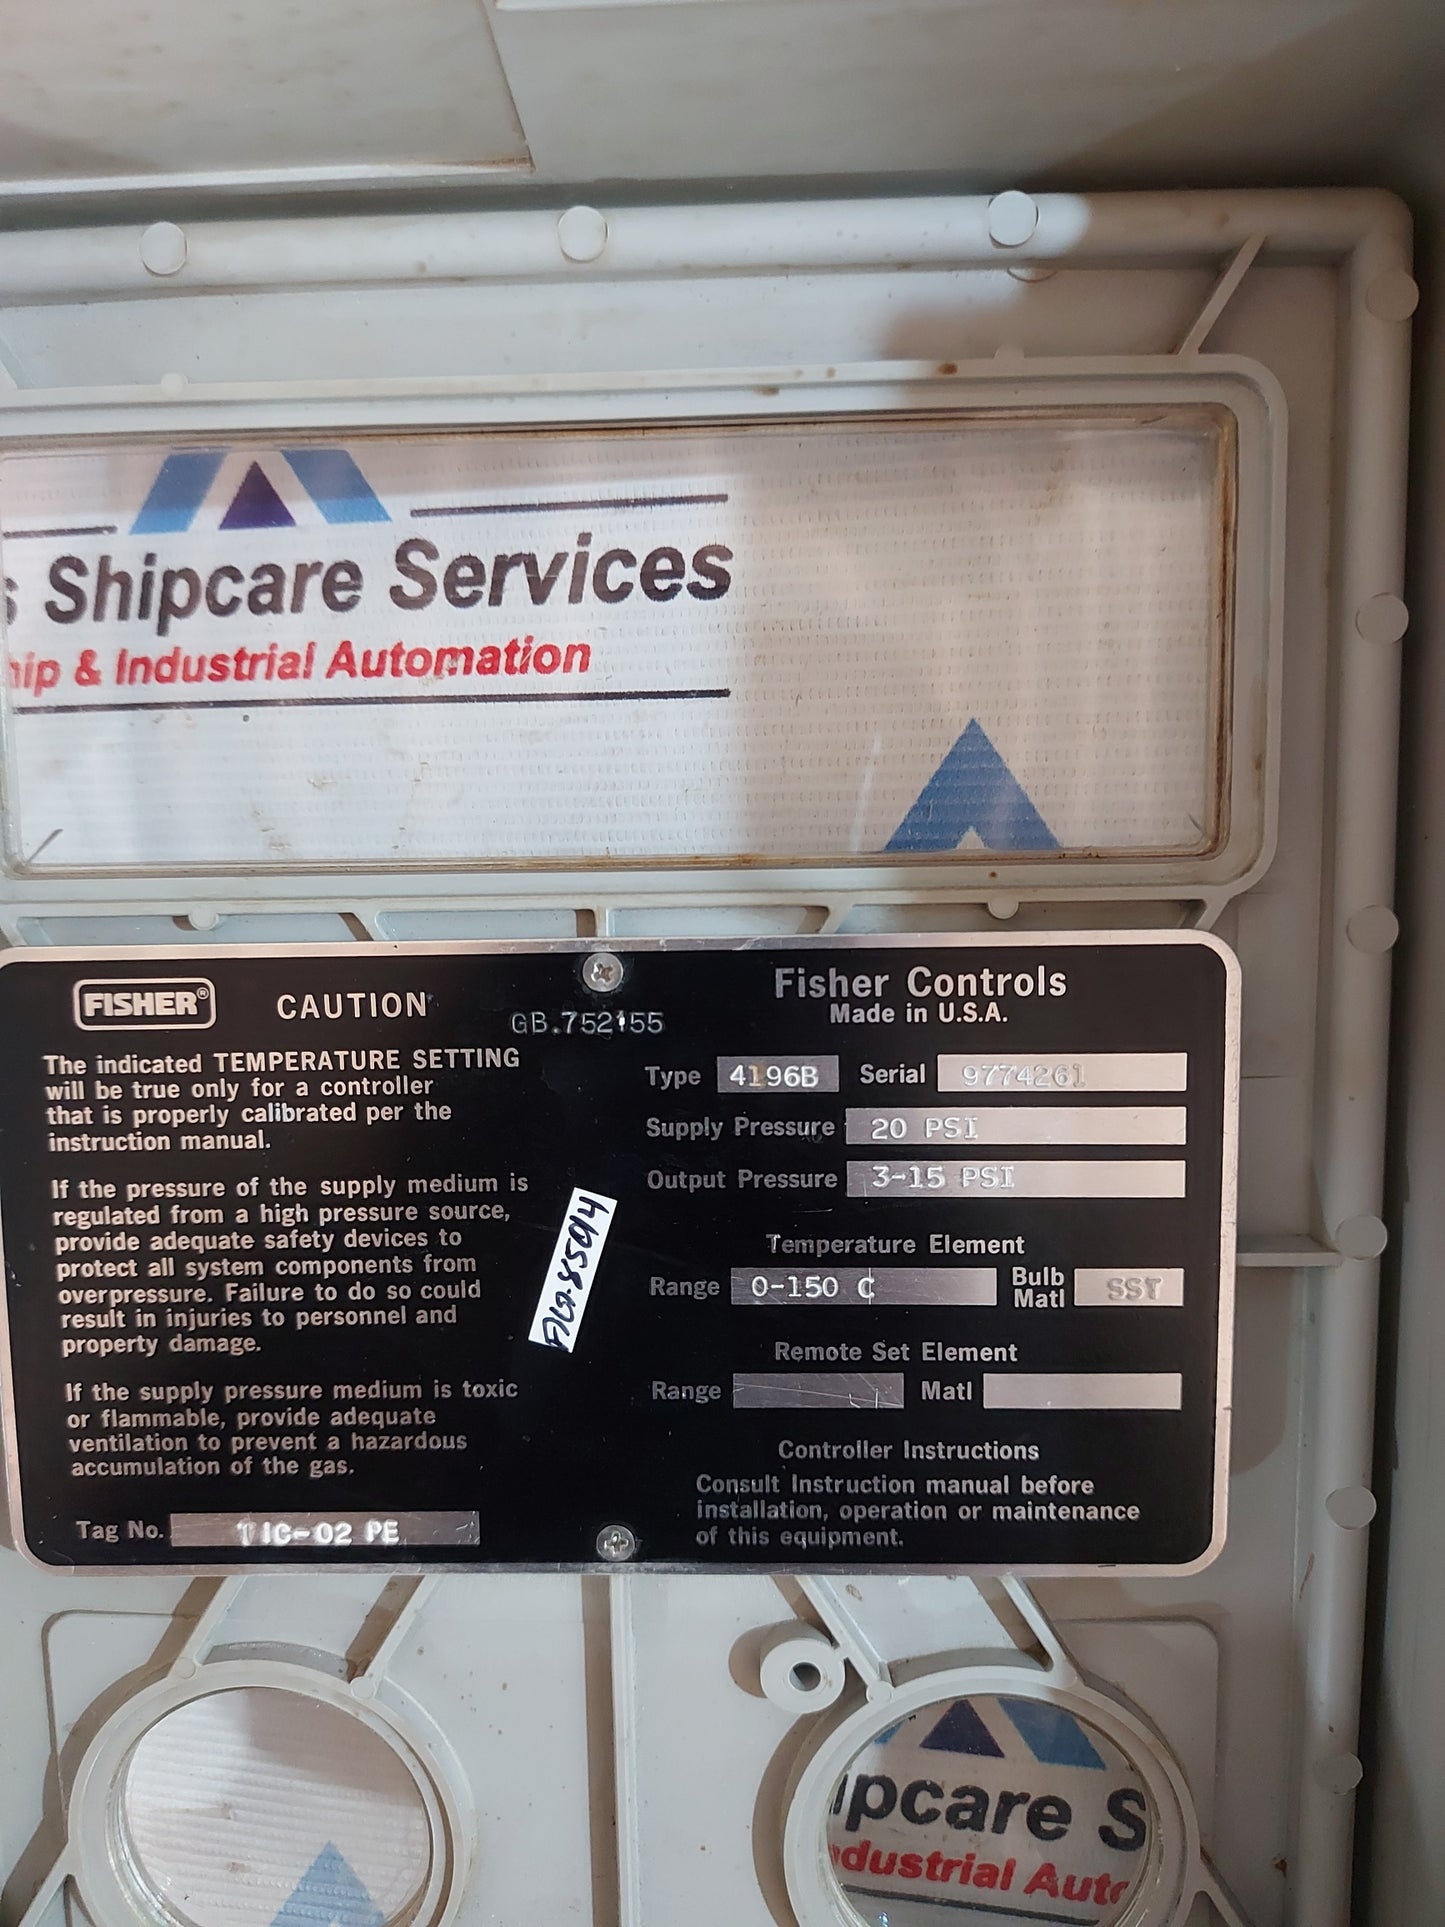 Shipcare Services
& Industrial Automation
FISHER®
CAUTION
GB.752155
Fisher Controls
Made in U.S.A.
The indicated TEMPERATURE SETTING
will be true only for a controller
that is properly calibrated per the
instruction manual.
If the pressure of the supply medium is
regulated from a high pressure source,
provide adequate safety devices to
protect all system components from
overpressure. Failure to do so could
result in injuries to personnel and
property damage.
If the supply pressure medium is toxic
or flammable, provide adequate
ventilation to prevent a hazardous
accumulation of the gas.
Tag No. TIC-02 PE
Type 4196B Serial 9774261
Supply Pressure 20 PSI
Output Pressure 3-15 PSI
Temperature Element
Range 0-150 C Bulb Matl SST
Remote Set Element
Range Matl
Controller Instructions
Consult Instruction manual before
installation, operation or maintenance
of this equipment.
pcare S
dustrial Auto